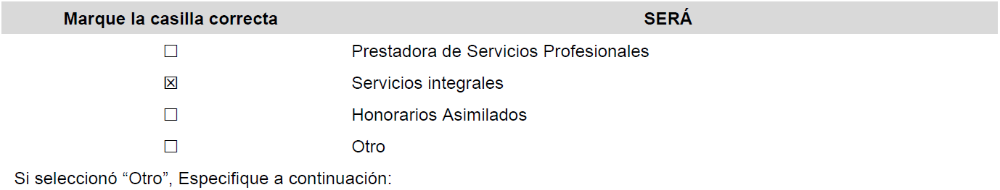 Marque la casilla correcta SERÁ
☐ Prestadora de Servicios Profesionales
☒ Servicios integrales
☐ Honorarios Asimilados
☐ Otro
Si seleccionó “Otro”, Especifique a continuación: